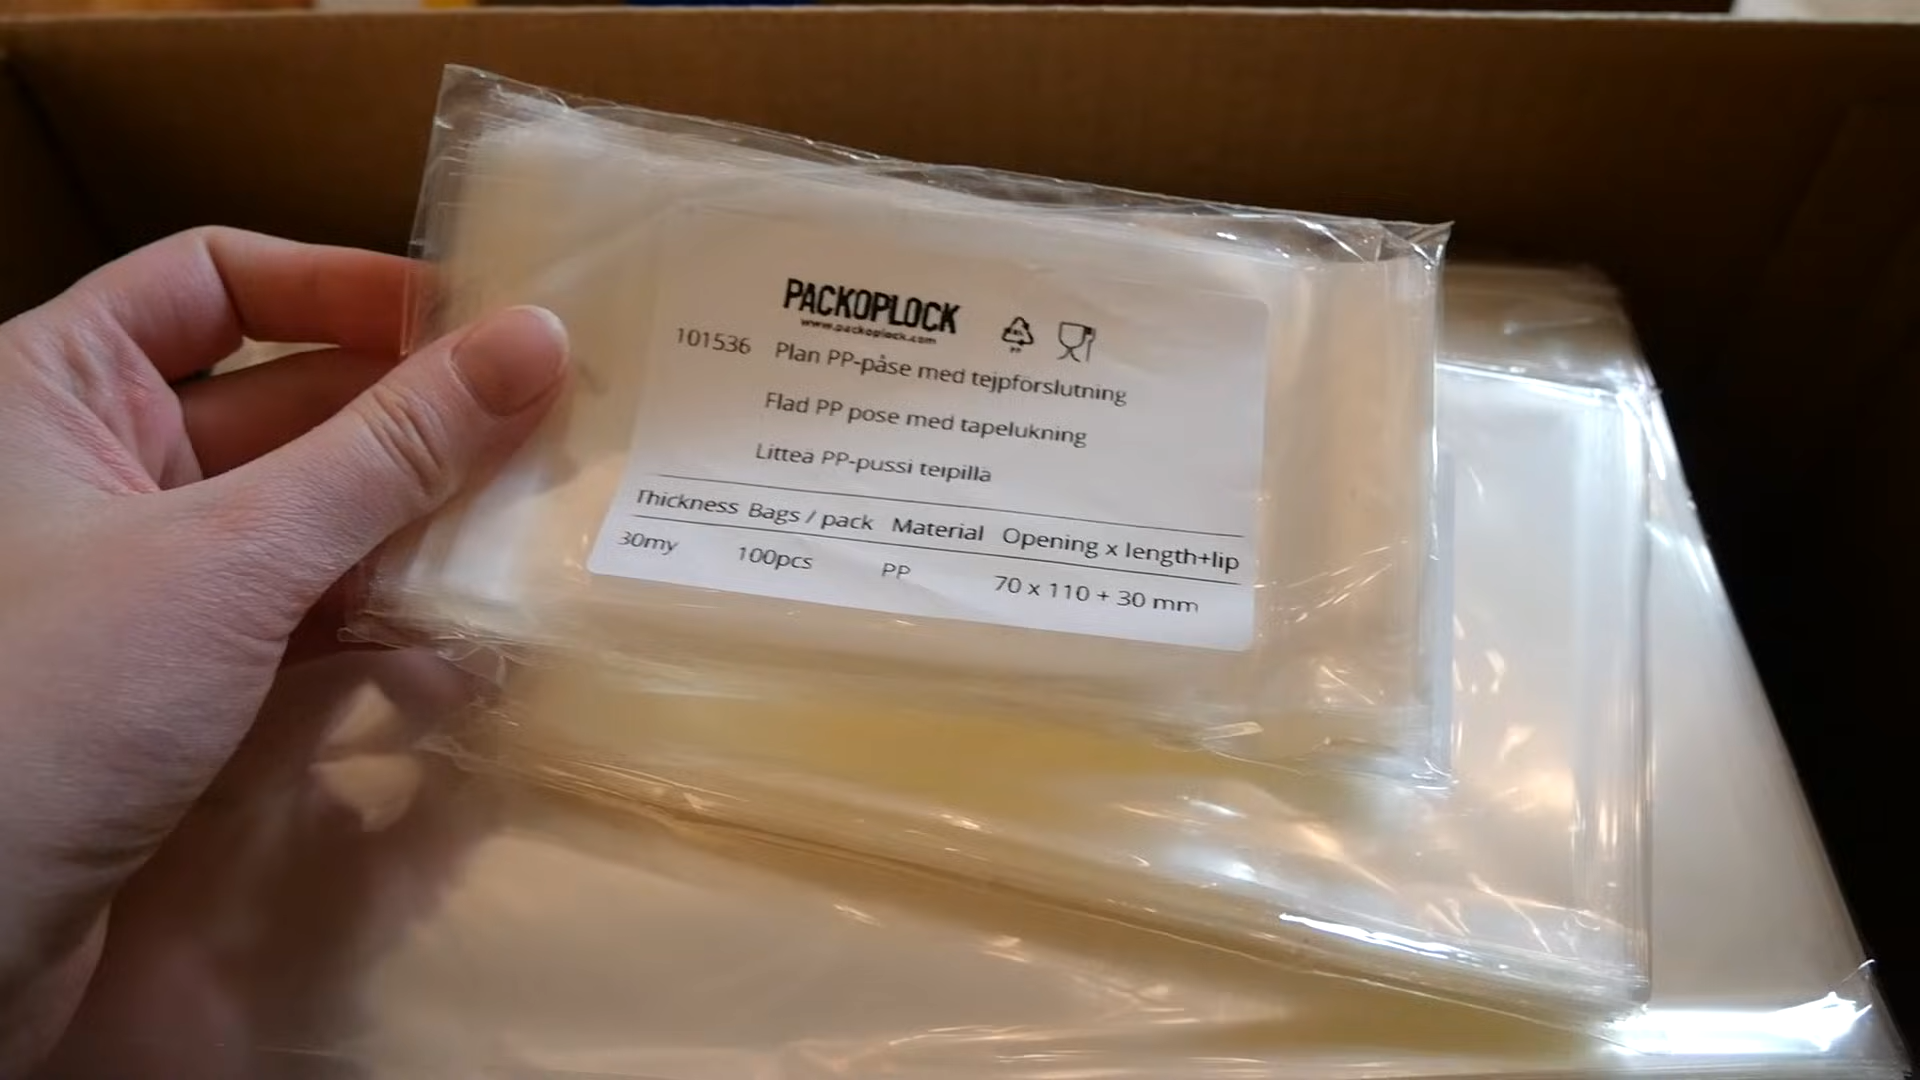 PACKOPLOCK
www.packoplock.com
101536 Plan PP-påse med tejpförslutning
Flad PP pose med tapelukning
Littea PP-pussi teipillä
Thickness Bags / pack Material Opening x length+lip
30my 100pcs PP 70 x 110 + 30 mm